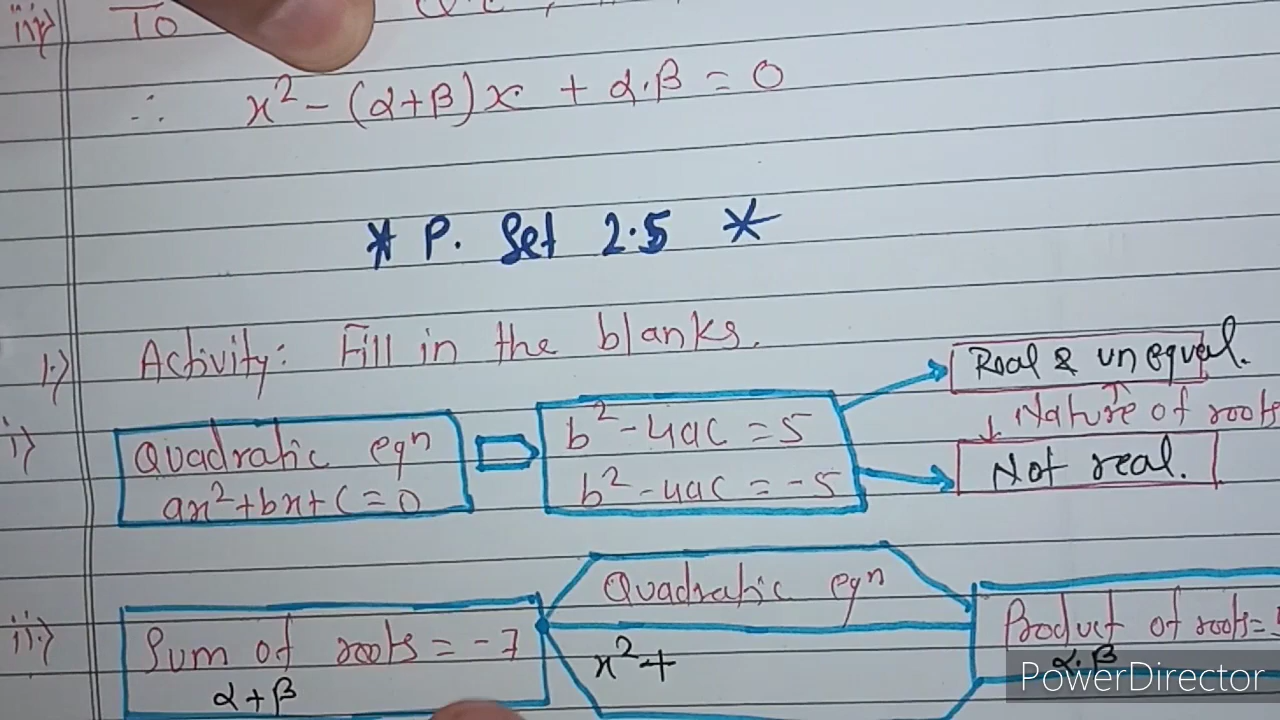 iii) To
∴ x² - (α+β)x + α.β = 0
* P. Set 2.5 *
1.) Activity: Fill in the blanks.
i) Quadratic eqn
ax²+bx+c=0
b²-4ac = 5
b²-4ac = -5
Real & unequal.
↑
↓ Nature of roots
Not real.
ii) Sum of roots = -7
α+β
Quadratic eqn
x²+
Product of roots=
α.β
PowerDirector